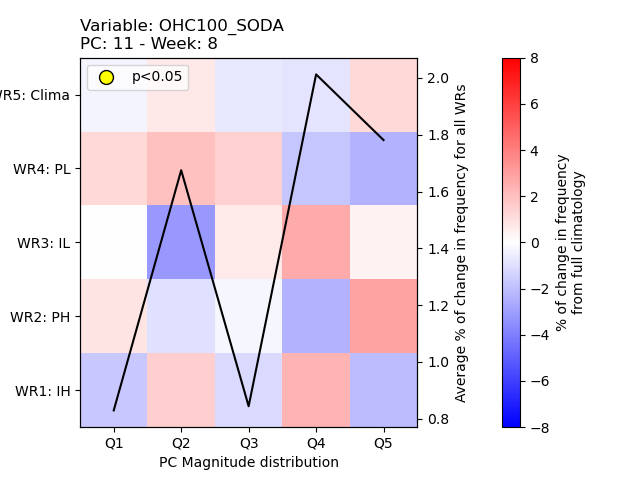 Variable: OHC100_SODA
PC: 11 - Week: 8
p<0.05
WR5: Clima
WR4: PL
WR3: IL
WR2: PH
WR1: IH
Q1 Q2 Q3 Q4 Q5
PC Magnitude distribution
2.0
1.8
1.6
1.4
1.2
1.0
0.8
Average % of change in frequency for all WRs
8
6
4
2
0
−2
−4
−6
−8
% of change in frequency
from full climatology